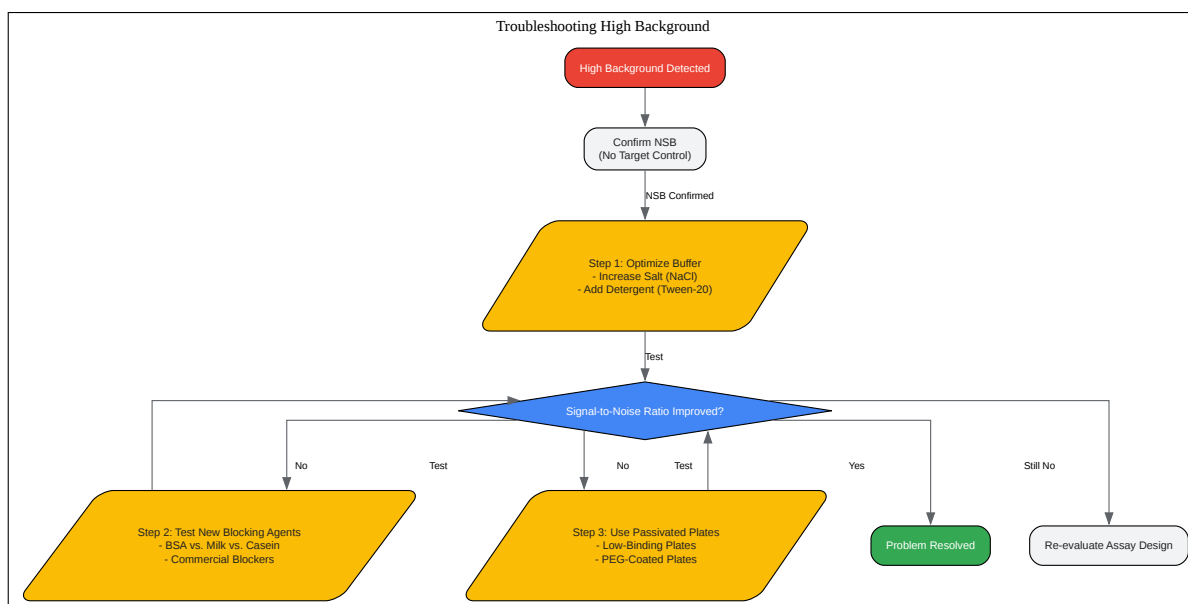 Troubleshooting High Background
High Background Detected
Confirm NSB
(No Target Control)
NSB Confirmed
Step 1: Optimize Buffer
- Increase Salt (NaCl)
- Add Detergent (Tween-20)
Test
Signal-to-Noise Ratio Improved?
No
Test
No
Test
Yes
Still No
Step 2: Test New Blocking Agents
- BSA vs. Milk vs. Casein
- Commercial Blockers
Step 3: Use Passivated Plates
- Low-Binding Plates
- PEG-Coated Plates
Problem Resolved
Re-evaluate Assay Design